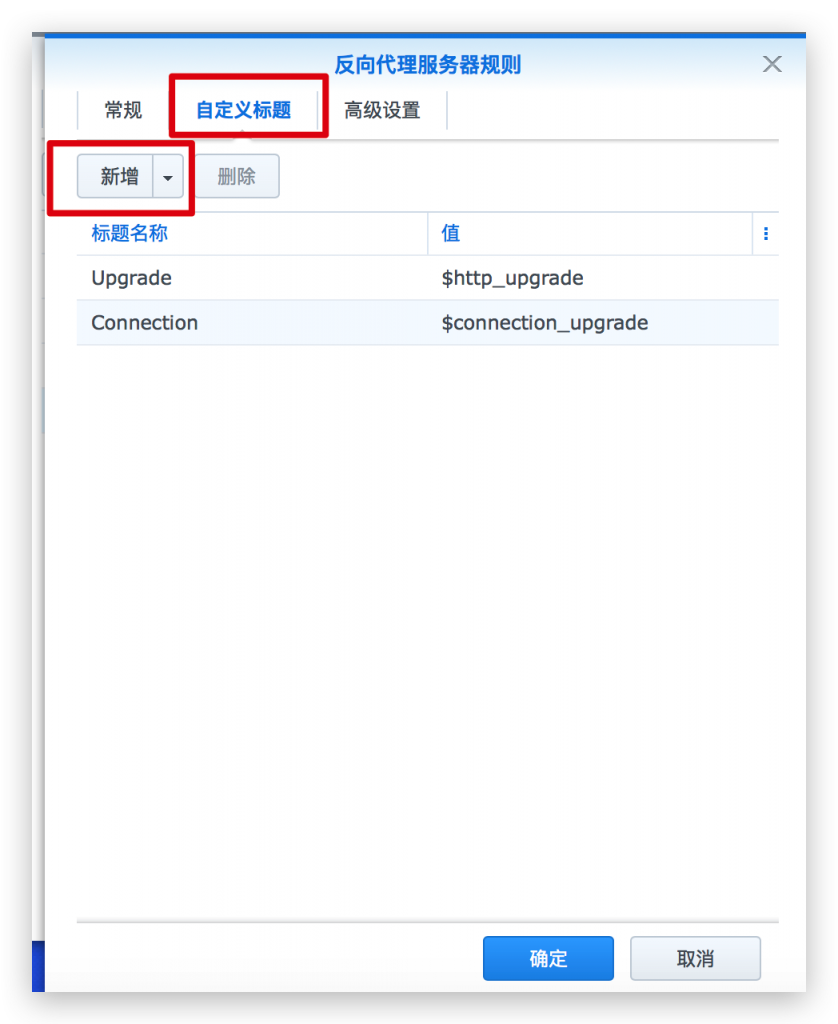 反向代理服务器规则
常规 自定义标题 高级设置
新增 删除
标题名称 值
Upgrade $http_upgrade
Connection $connection_upgrade
确定 取消